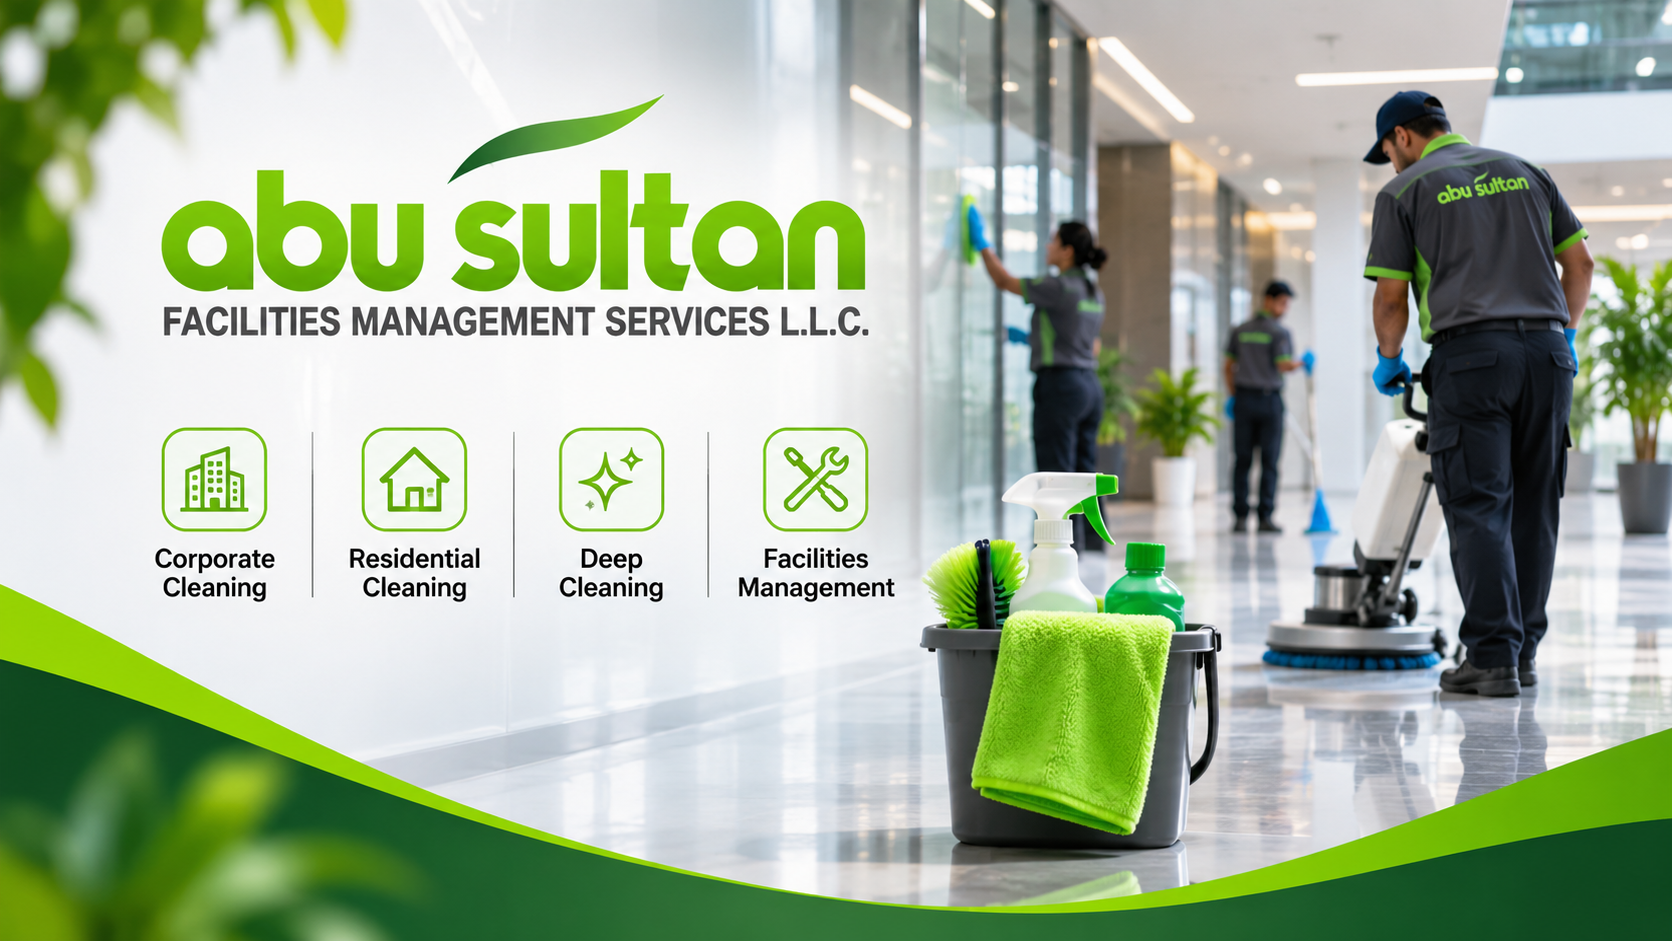 abu sultan
FACILITIES MANAGEMENT SERVICES L.L.C.
Corporate
Cleaning
Residential
Cleaning
Deep
Cleaning
Facilities
Management
abu sultan